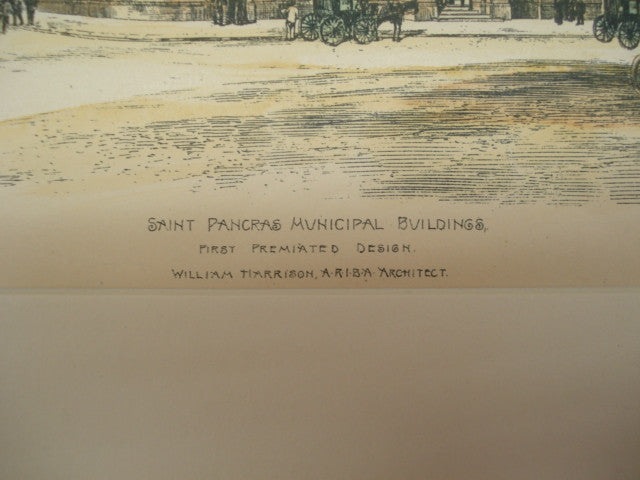 SAINT PANCRAS MUNICIPAL BUILDINGS,
FIRST PREMIATED DESIGN.
WILLIAM HARRISON, A·R·I·B·A· ARCHITECT.